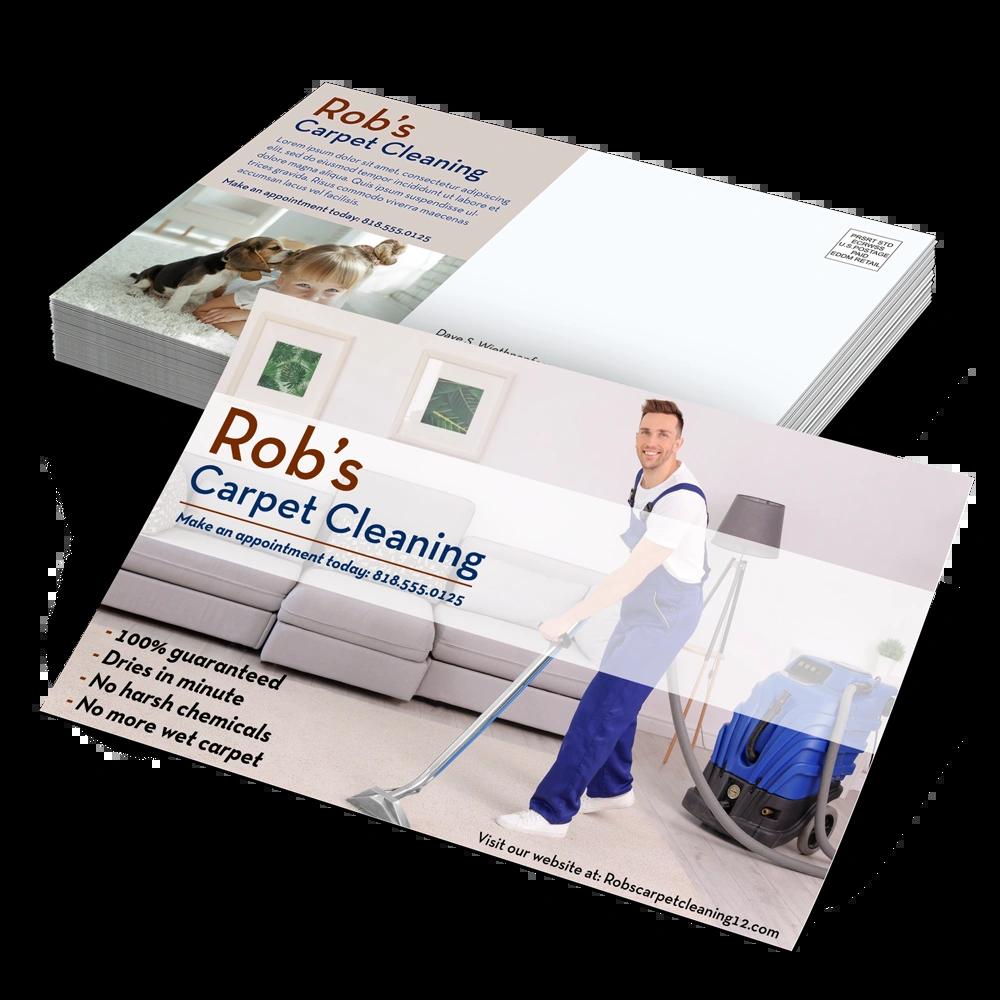 Rob's
Carpet Cleaning
Lorem ipsum dolor sit amet, consectetur adipiscing
elit, sed do eiusmod tempor incididunt ut labore et
dolore magna aliqua. Quis ipsum suspendisse ul-
trices gravida. Risus commodo viverra maecenas
accumsan lacus vel facilisis.
Make an appointment today: 818.555.0125
PRSRT STD
ECRWSS
U.S.POSTAGE
PAID
EDDM RETAIL
Dave S.
Rob's
Carpet Cleaning
Make an appointment today: 818.555.0125
- 100% guaranteed
- Dries in minute
- No harsh chemicals
- No more wet carpet
Visit our website at: Robscarpetcleaning12.com